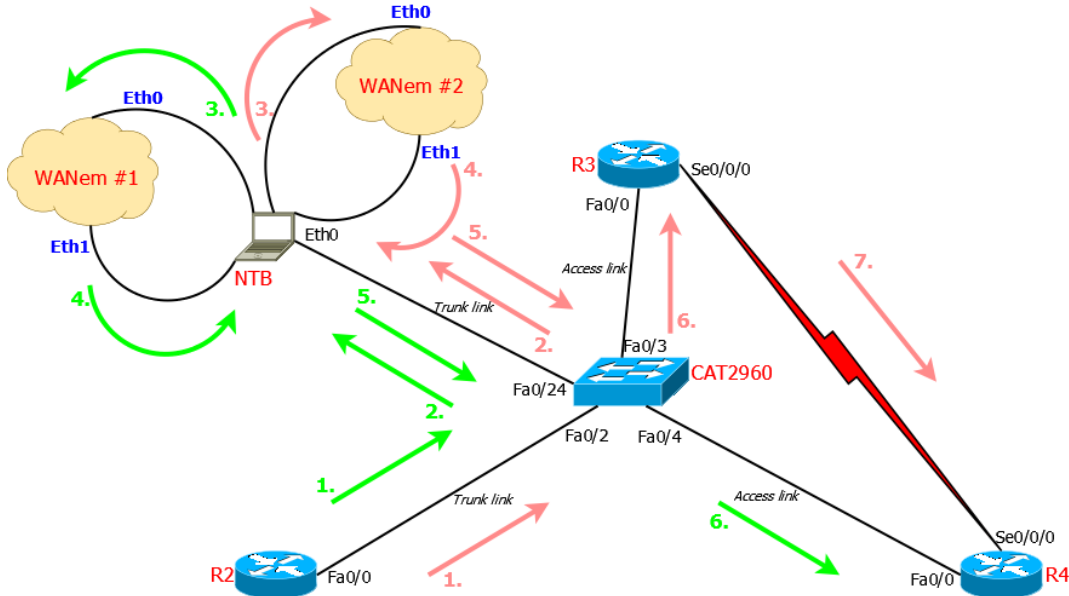 Eth0
WANem #2
Eth0
3.
3.
WANem #1
Eth1
R3
4.
Se0/0/0
Fa0/0
Eth1
Eth0
5.
NTB
Access link
7.
4.
5.
Trunk link
6.
2.
Fa0/3
CAT2960
Fa0/24
2.
Fa0/2
Fa0/4
1.
Trunk link
Access link
6.
Se0/0/0
R2
Fa0/0
1.
Fa0/0
R4